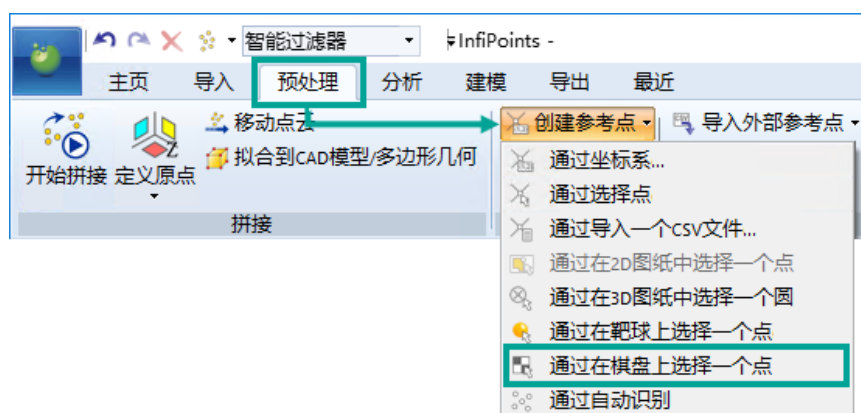 智能过滤器 InfiPoints -
主页 导入 预处理 分析 建模 导出 最近
移动点云 创建参考点 导入外部参考点
拟合到CAD模型/多边形几何
开始拼接 定义原点
拼接
通过坐标系...
通过选择点
通过导入一个CSV文件...
通过在2D图纸中选择一个点
通过在3D图纸中选择一个圆
通过在靶球上选择一个点
通过在棋盘上选择一个点
通过自动识别